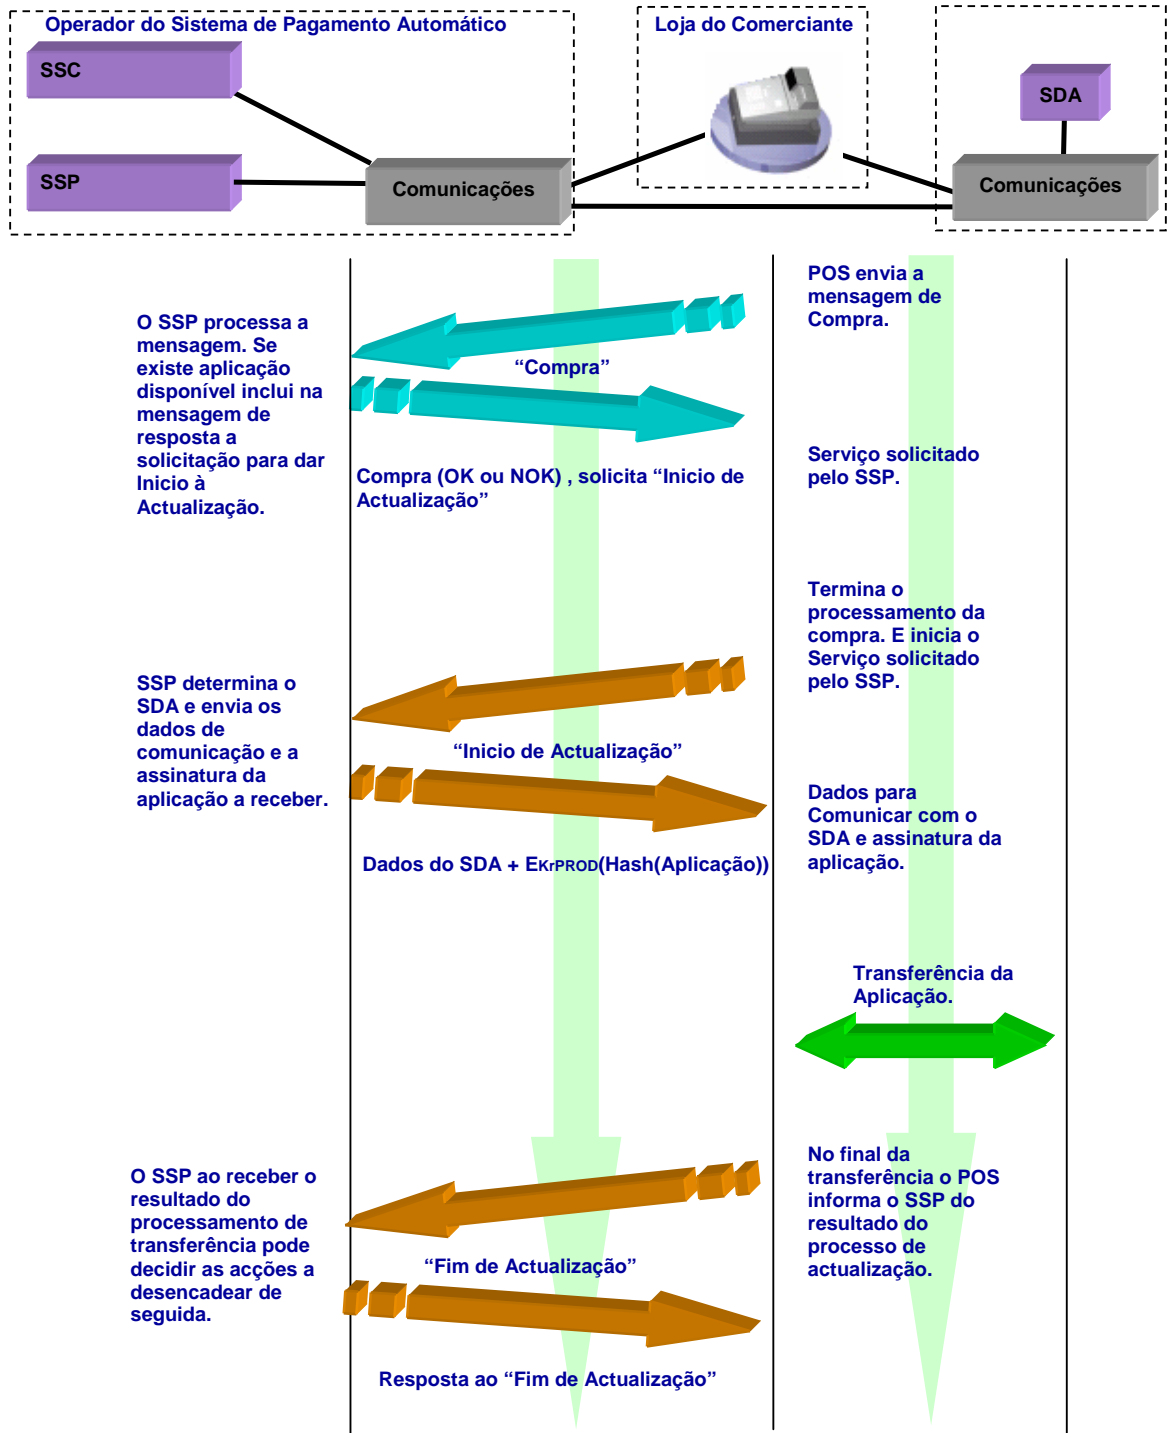 Operador do Sistema de Pagamento Automático
Loja do Comerciante
SSC
SDA
SSP
Comunicações
Comunicações
POS envia a
mensagem de
Compra.
O SSP processa a
mensagem. Se
existe aplicação
disponível inclui na
mensagem de
resposta a
solicitação para dar
Inicio à
Actualização.
“Compra”
Compra (OK ou NOK) , solicita “Inicio de
Actualização”
Serviço solicitado
pelo SSP.
Termina o
processamento da
compra. E inicia o
Serviço solicitado
pelo SSP.
SSP determina o
SDA e envia os
dados de
comunicação e a
assinatura da
aplicação a receber.
“Inicio de Actualização”
Dados para
Comunicar com o
SDA e assinatura da
aplicação.
Dados do SDA + EKrPROD(Hash(Aplicação))
Transferência da
Aplicação.
No final da
transferência o POS
informa o SSP do
resultado do
processo de
actualização.
O SSP ao receber o
resultado do
processamento de
transferência pode
decidir as acções a
desencadear de
seguida.
“Fim de Actualização”
Resposta ao “Fim de Actualização”